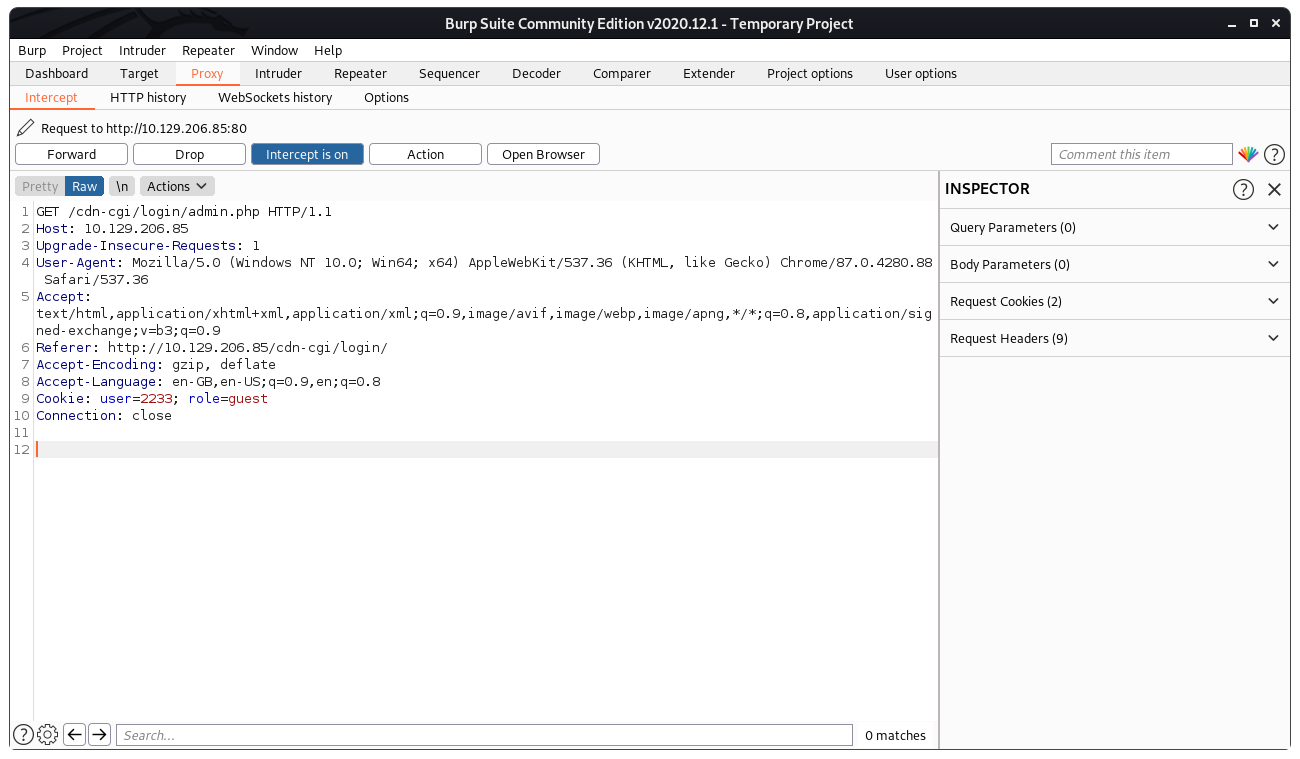 Burp Suite Community Edition v2020.12.1 - Temporary Project
Burp Project Intruder Repeater Window Help
Dashboard Target Proxy Intruder Repeater Sequencer Decoder Comparer Extender Project options User options
Intercept HTTP history WebSockets history Options
Request to http://10.129.206.85:80
Forward Drop Intercept is on Action Open Browser Comment this item ?
Pretty Raw \n Actions
INSPECTOR ?
1 GET /cdn-cgi/login/admin.php HTTP/1.1
2 Host: 10.129.206.85
3 Upgrade-Insecure-Requests: 1
4 User-Agent: Mozilla/5.0 (Windows NT 10.0; Win64; x64) AppleWebKit/537.36 (KHTML, like Gecko) Chrome/87.0.4280.88
Safari/537.36
5 Accept:
text/html,application/xhtml+xml,application/xml;q=0.9,image/avif,image/webp,image/apng,*/*;q=0.8,application/sig
ned-exchange;v=b3;q=0.9
6 Referer: http://10.129.206.85/cdn-cgi/login/
7 Accept-Encoding: gzip, deflate
8 Accept-Language: en-GB,en-US;q=0.9,en;q=0.8
9 Cookie: user=2233; role=guest
10 Connection: close
11
12
Query Parameters (0)
Body Parameters (0)
Request Cookies (2)
Request Headers (9)
? Search... 0 matches